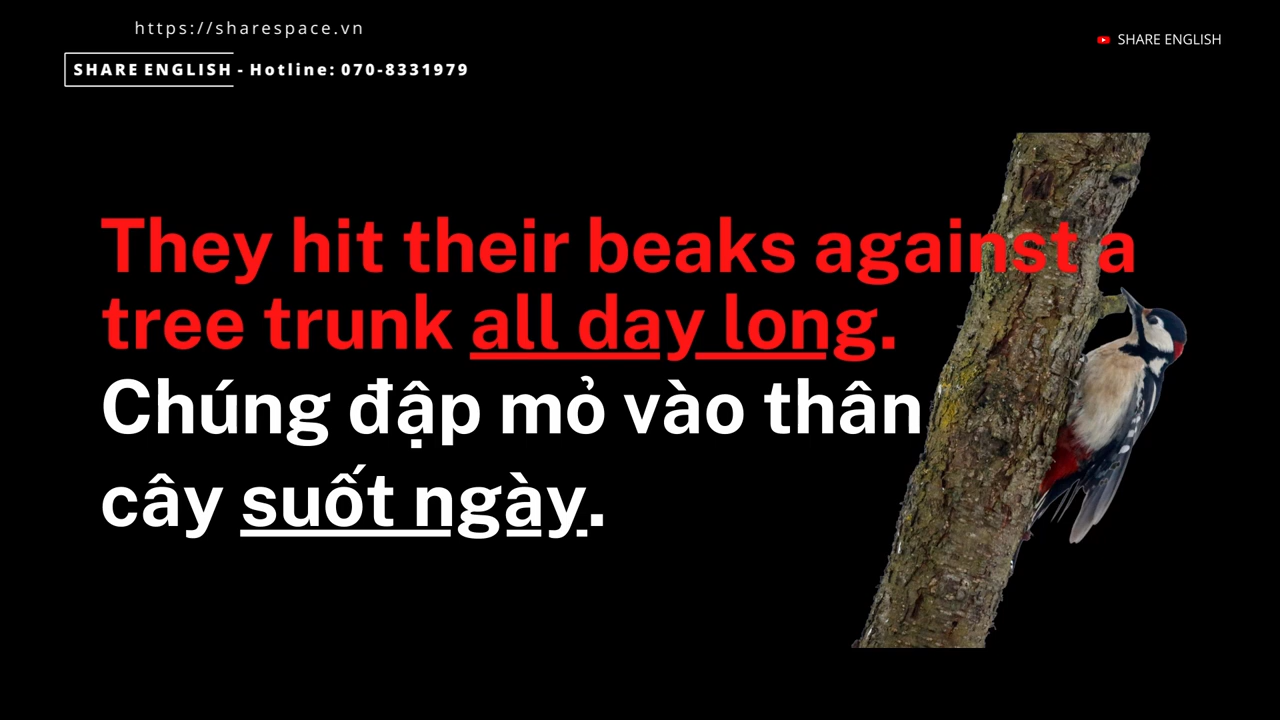 https://sharespace.vn
SHARE ENGLISH - Hotline: 070-8331979
SHARE ENGLISH
They hit their beaks against a
tree trunk all day long.
Chúng đập mỏ vào thân
cây suốt ngày.